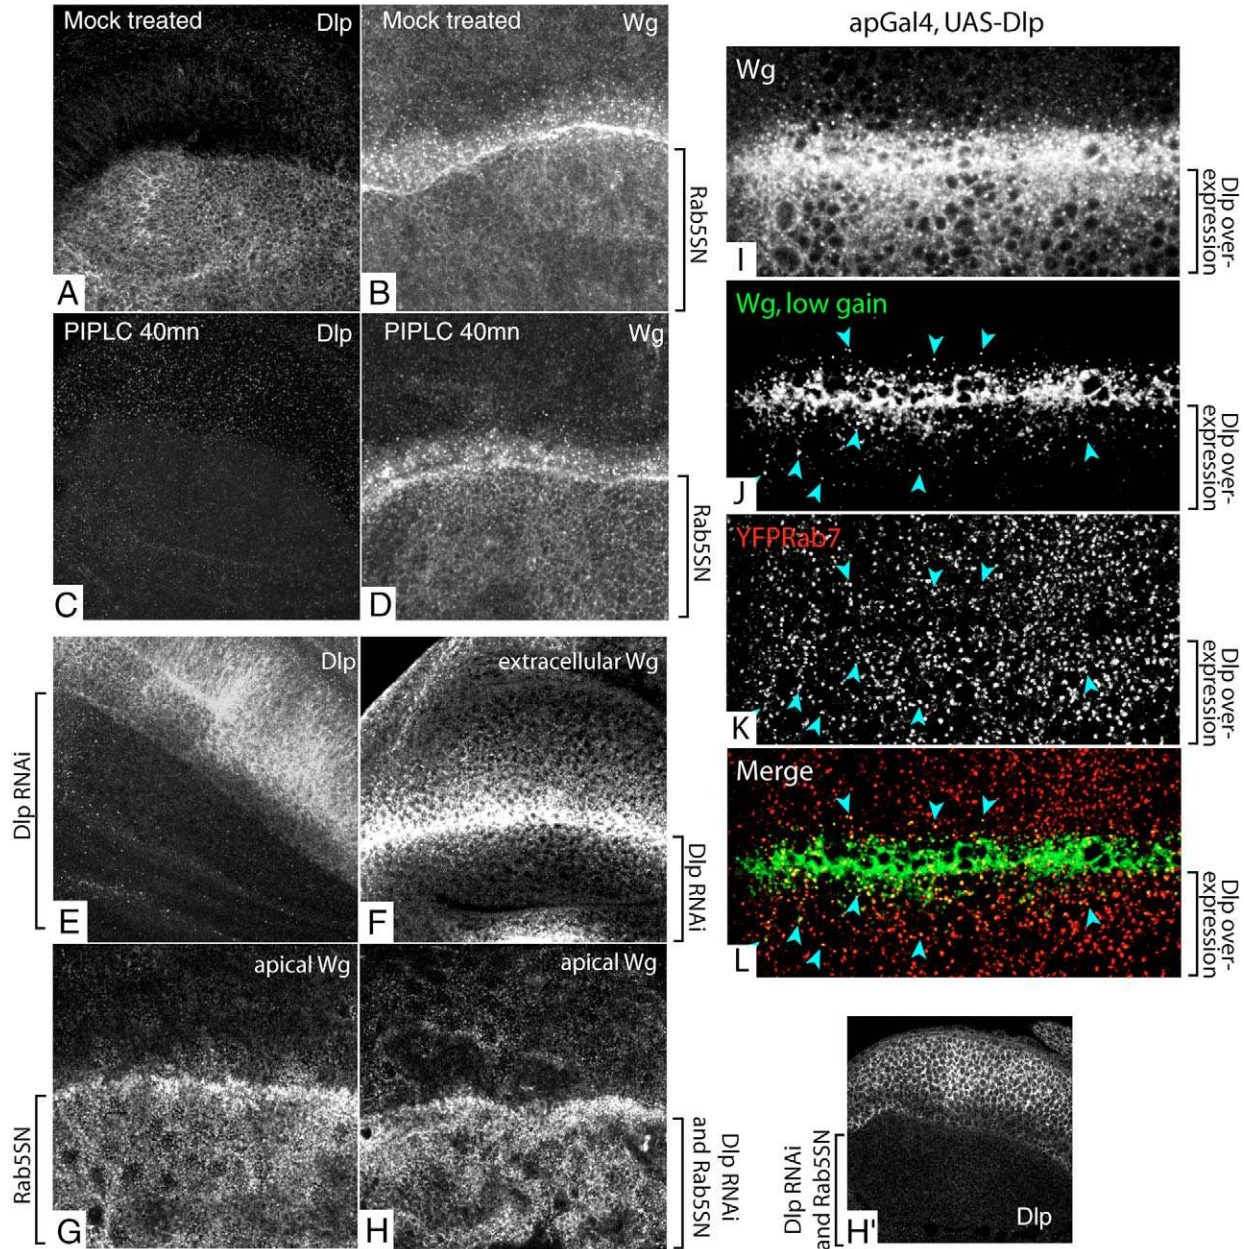 Mock treated Dlp
A
Mock treated Wg
B
Rab5SN
PIPLC 40mn Dlp
C
PIPLC 40mn Wg
D
Rab5SN
Dlp RNAi
Dlp
E
extracellular Wg
F
Dlp RNAi
Rab5SN
apical Wg
G
apical Wg
H
Dlp RNAi
and Rab5SN
apGal4, UAS-Dlp
Wg
I
Dlp over-
expression
Wg, low gain
J
Dlp over-
expression
YFPRab7
K
Dlp over-
expression
Merge
L
Dlp over-
expression
Dlp RNAi
and Rab5SN
H'
Dlp